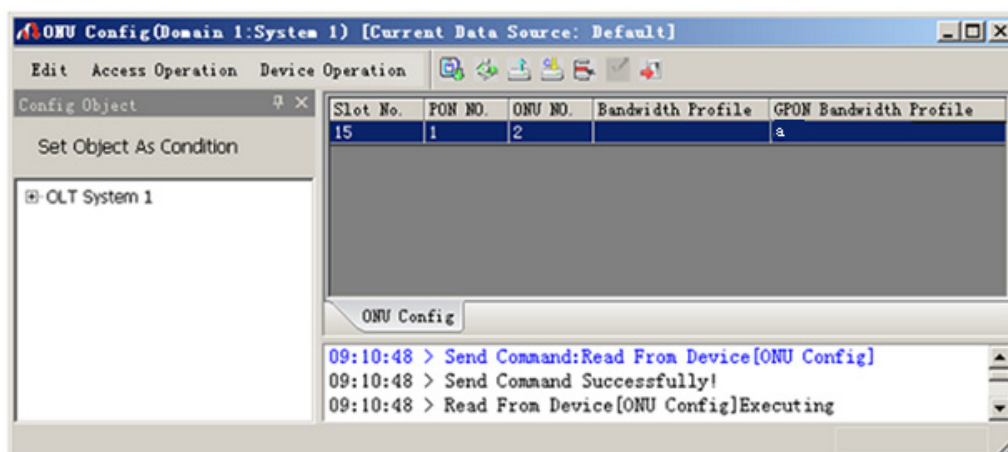 ONU Config(Domain 1:System 1) [Current Data Source: Default]
Edit Access Operation Device Operation
Config Object
Set Object As Condition
OLT System 1
Slot No. PON NO. ONU NO. Bandwidth Profile GPON Bandwidth Profile
15 1 2 a
ONU Config
09:10:48 > Send Command:Read From Device[ONU Config]
09:10:48 > Send Command Successfully!
09:10:48 > Read From Device[ONU Config]Executing